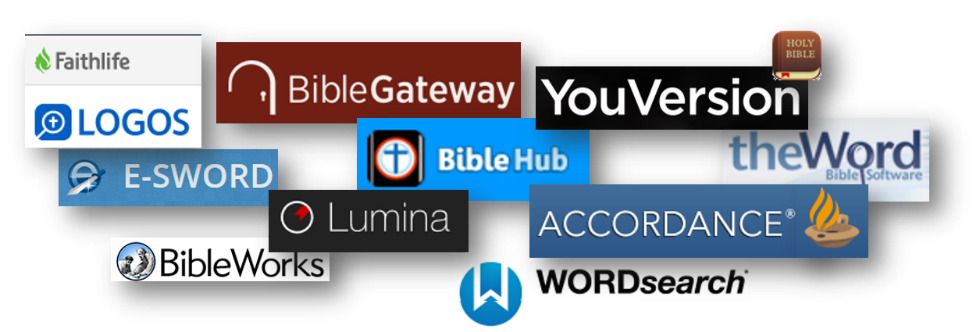 Faithlife
LOGOS
BibleGateway
HOLY
BIBLE
YouVersion
Bible Hub
theWord
Bible Software
E-SWORD
Lumina
ACCORDANCE®
BibleWorks
WORDsearch®